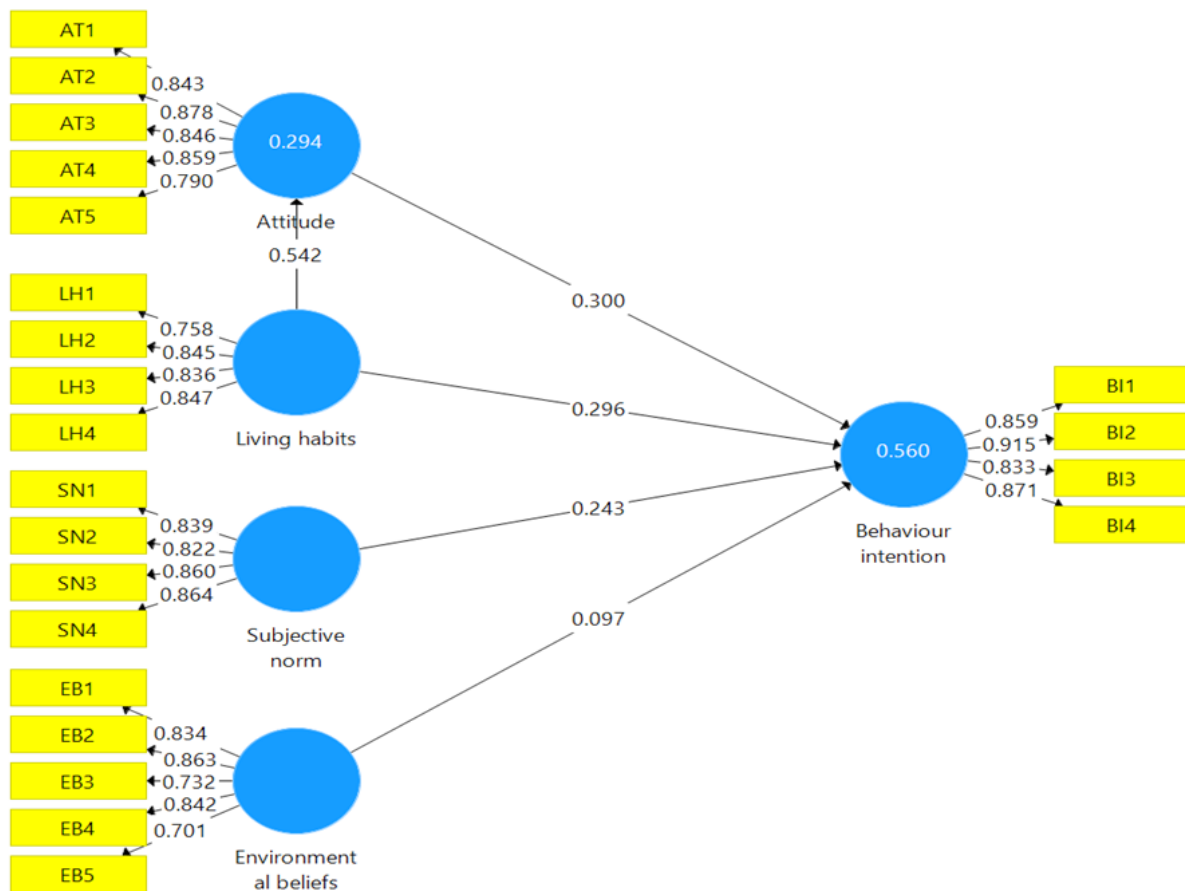 AT1
0.843
AT2
0.878
AT3
0.846
AT4
0.859
AT5
0.790
0.294
Attitude
0.542
0.300
LH1
0.758
LH2
0.845
LH3
0.836
LH4
0.847
Living habits
0.296
SN1
0.839
SN2
0.822
SN3
0.860
SN4
0.864
Subjective
norm
0.243
EB1
0.834
EB2
0.863
EB3
0.732
EB4
0.842
EB5
0.701
Environment
al beliefs
0.097
0.560
Behaviour
intention
BI1
0.859
BI2
0.915
BI3
0.833
BI4
0.871